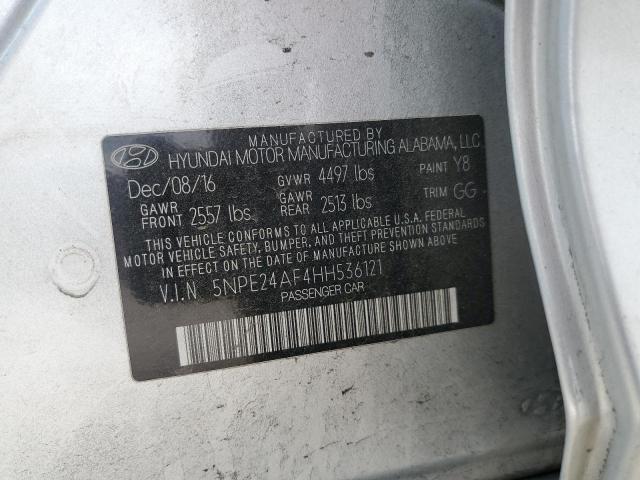 MANUFACTURED BY
HYUNDAI MOTOR MANUFACTURING ALABAMA, LLC
Dec/08/16 GVWR 4497 lbs PAINT Y8
GAWR FRONT 2557 lbs. GAWR REAR 2513 lbs TRIM GG
THIS VEHICLE CONFORMS TO ALL APPLICABLE U.S.A. FEDERAL
MOTOR VEHICLE SAFETY, BUMPER, AND THEFT PREVENTION STANDARDS
IN EFFECT ON THE DATE OF MANUFACTURE SHOWN ABOVE.
V.I.N 5NPE24AF4HH536121
PASSENGER CAR